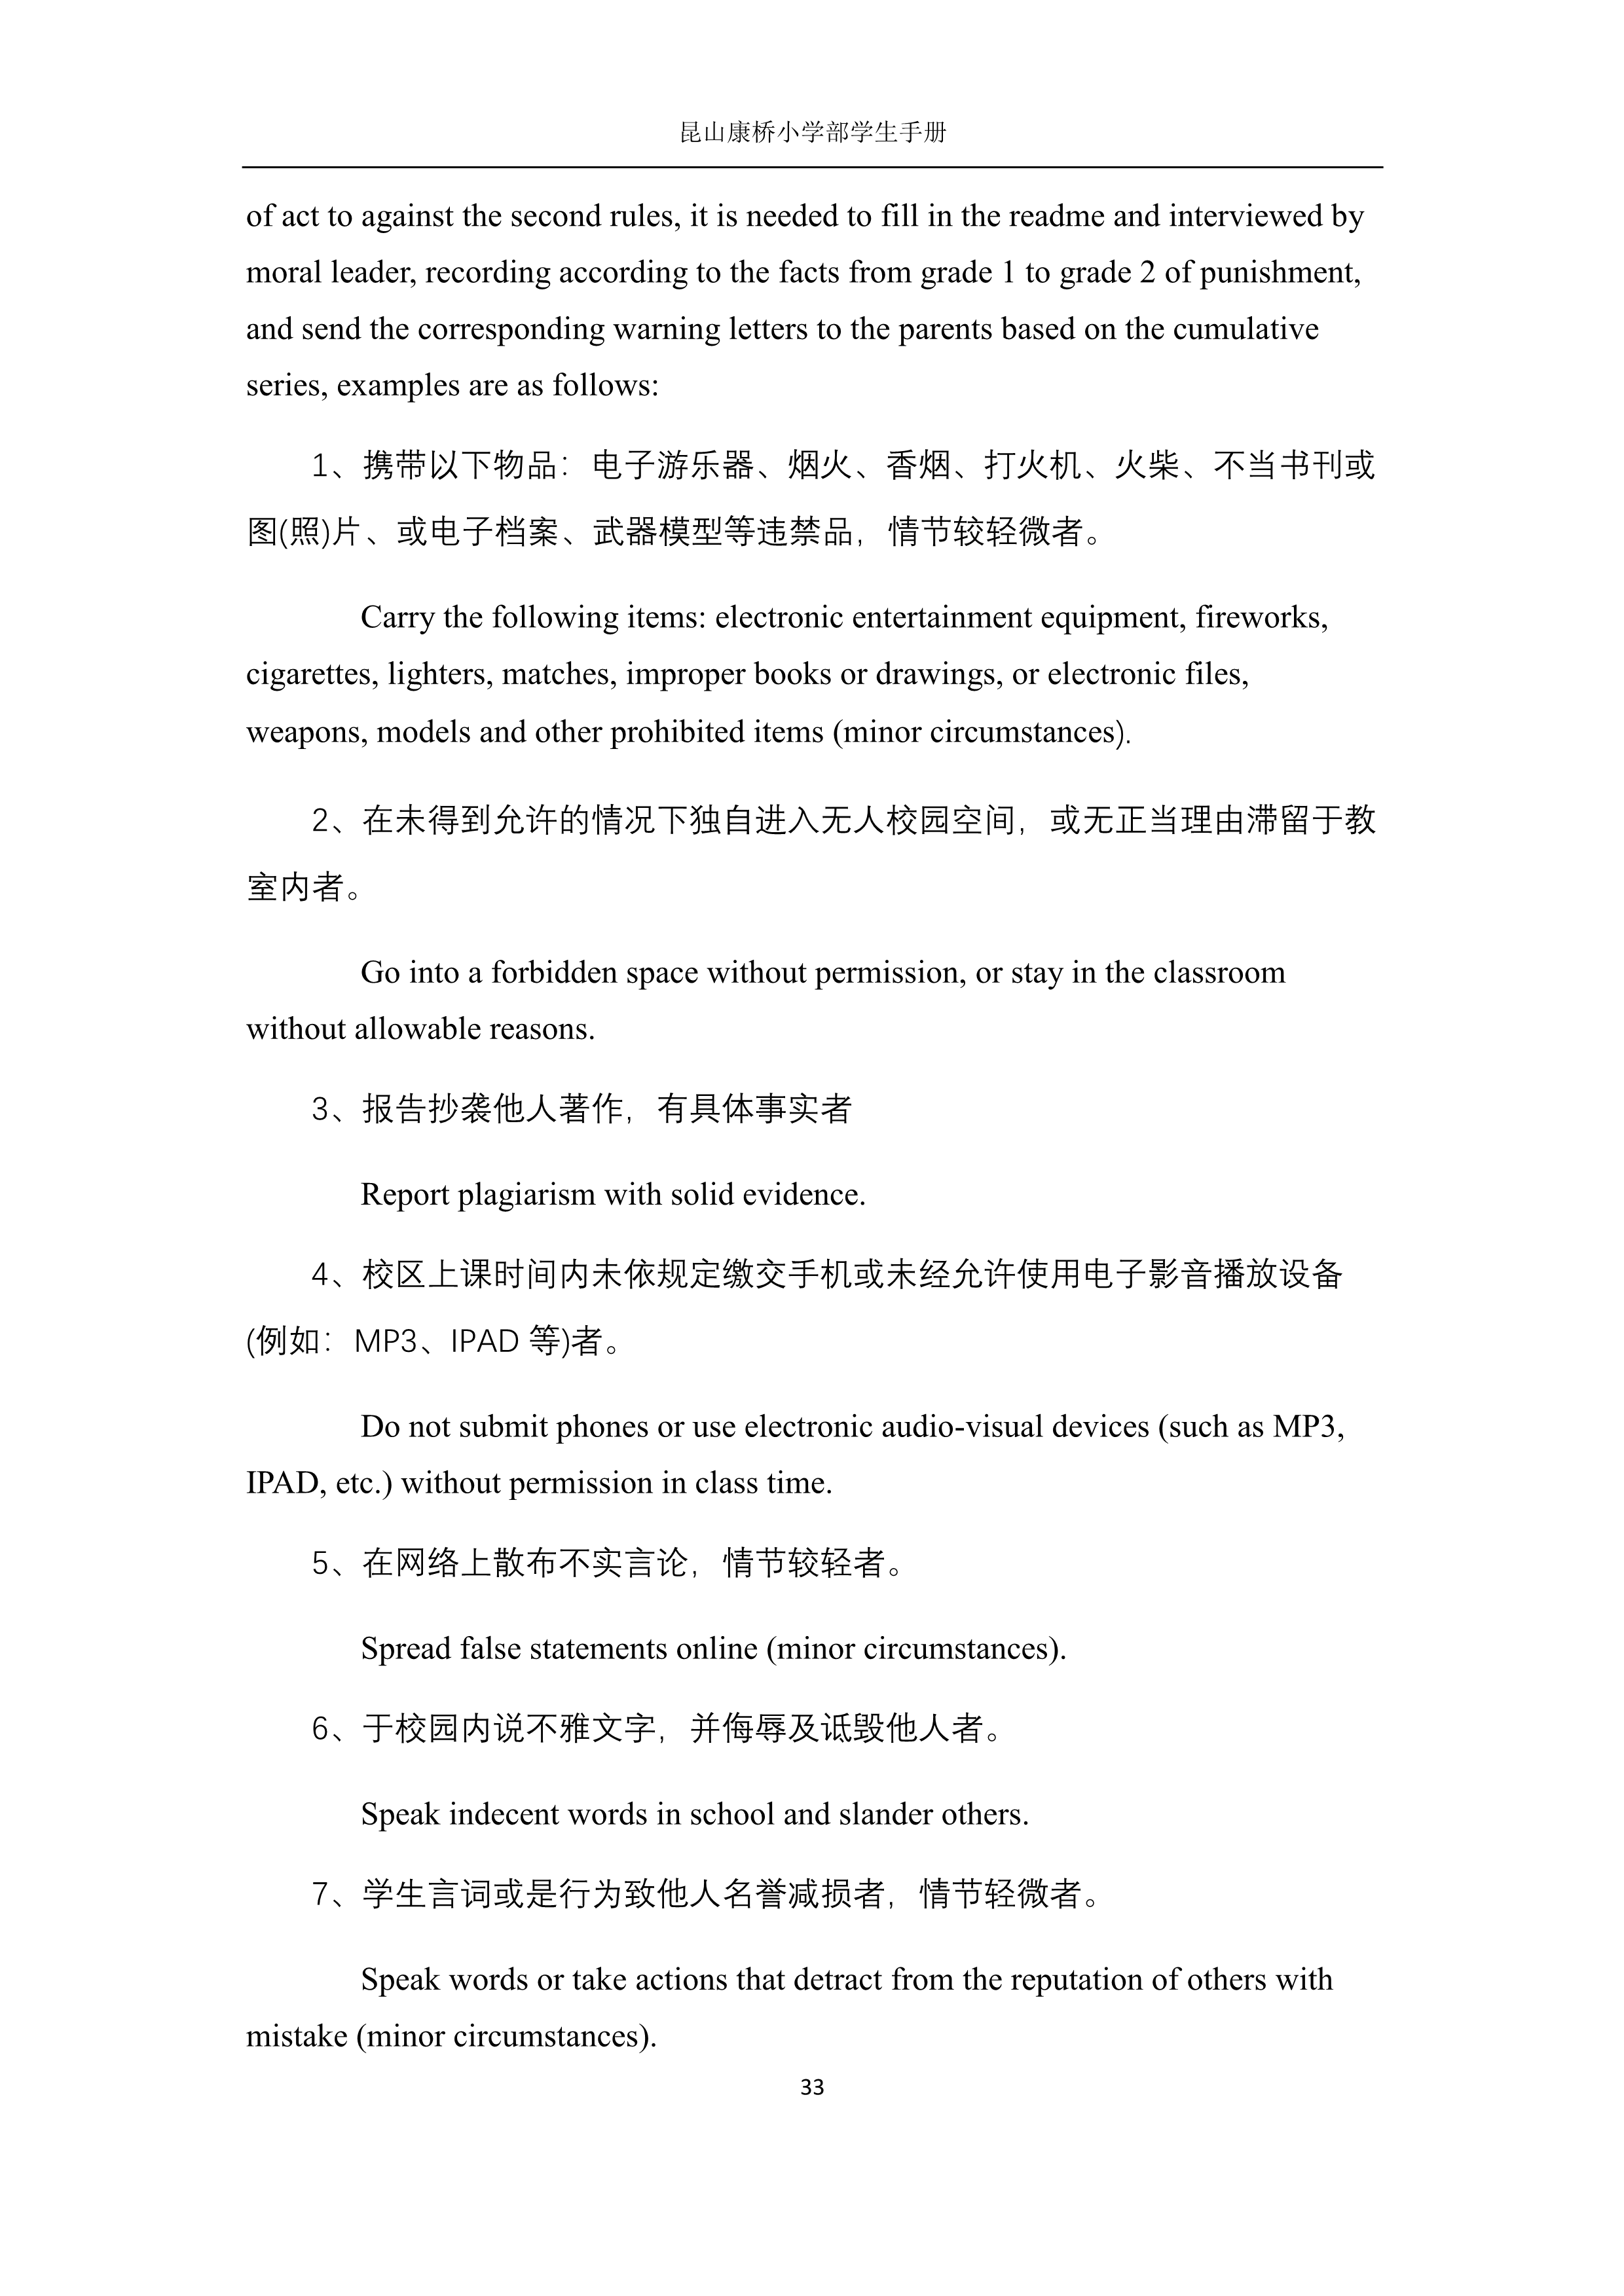 昆山康桥小学部学生手册
of act to against the second rules, it is needed to fill in the readme and interviewed by
moral leader, recording according to the facts from grade 1 to grade 2 of punishment,
and send the corresponding warning letters to the parents based on the cumulative
series, examples are as follows:
1、携带以下物品：电子游乐器、烟火、香烟、打火机、火柴、不当书刊或
图(照)片、或电子档案、武器模型等违禁品，情节较轻微者。
Carry the following items: electronic entertainment equipment, fireworks,
cigarettes, lighters, matches, improper books or drawings, or electronic files,
weapons, models and other prohibited items (minor circumstances).
2、在未得到允许的情况下独自进入无人校园空间，或无正当理由滞留于教
室内者。
Go into a forbidden space without permission, or stay in the classroom
without allowable reasons.
3、报告抄袭他人著作，有具体事实者
Report plagiarism with solid evidence.
4、校区上课时间内未依规定缴交手机或未经允许使用电子影音播放设备
(例如：MP3、IPAD 等)者。
Do not submit phones or use electronic audio-visual devices (such as MP3,
IPAD, etc.) without permission in class time.
5、在网络上散布不实言论，情节较轻者。
Spread false statements online (minor circumstances).
6、于校园内说不雅文字，并侮辱及诋毁他人者。
Speak indecent words in school and slander others.
7、学生言词或是行为致他人名誉减损者，情节轻微者。
Speak words or take actions that detract from the reputation of others with
mistake (minor circumstances).
33